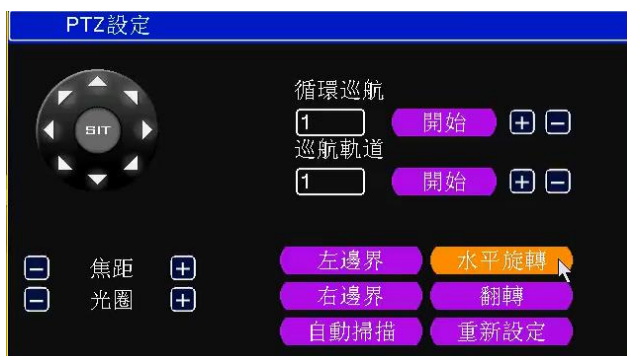 PTZ設定
循環巡航
1 開始
巡航軌道
1 開始
SIT
焦距
光圈
左邊界 水平旋轉
右邊界 翻轉
自動掃描 重新設定